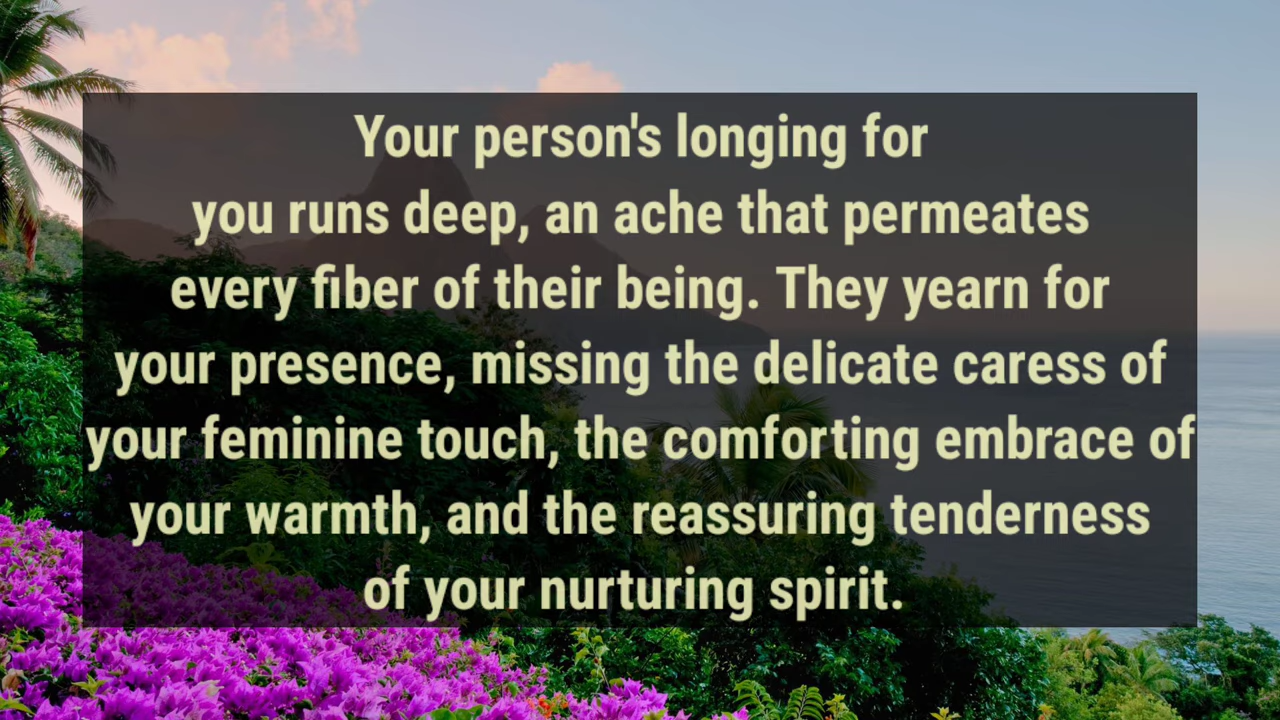 Your person's longing for
you runs deep, an ache that permeates
every fiber of their being. They yearn for
your presence, missing the delicate caress of
your feminine touch, the comforting embrace of
your warmth, and the reassuring tenderness
of your nurturing spirit.